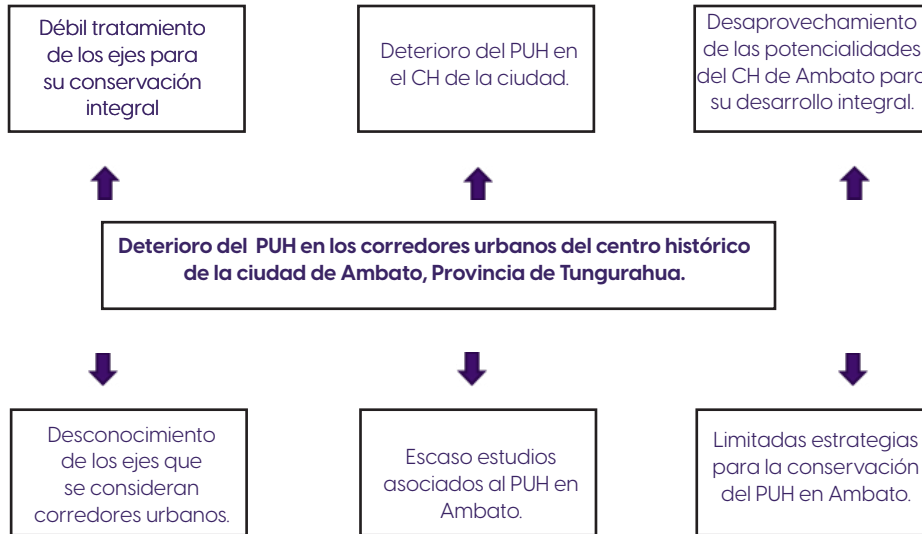 Débil tratamiento
de los ejes para
su conservación
integral
Deterioro del PUH en
el CH de la ciudad.
Desaprovechamiento
de las potencialidades
del CH de Ambato para
su desarrollo integral.
Deterioro del PUH en los corredores urbanos del centro histórico
de la ciudad de Ambato, Provincia de Tungurahua.
Desconocimiento
de los ejes que
se consideran
corredores urbanos.
Escaso estudios
asociados al PUH en
Ambato.
Limitadas estrategias
para la conservación
del PUH en Ambato.